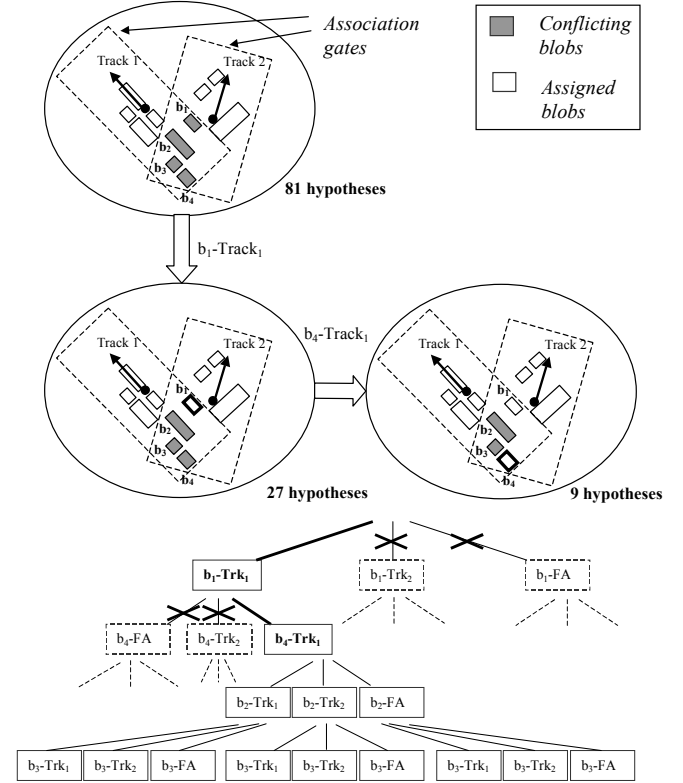 Association
gates
Conflicting
blobs
Assigned
blobs
Track 1
Track 2
b₁
b₂
b₃
b₄
81 hypotheses
b₁-Track₁
Track 1
Track 2
b₁
b₂
b₃
b₄
27 hypotheses
b₄-Track₁
Track 1
Track 2
b₁
b₂
b₃
b₄
9 hypotheses
b₁-Trk₁
b₁-Trk₂
b₁-FA
b₄-FA
b₄-Trk₂
b₄-Trk₁
b₂-Trk₁
b₂-Trk₂
b₂-FA
b₃-Trk₁
b₃-Trk₂
b₃-FA
b₃-Trk₁
b₃-Trk₂
b₃-FA
b₃-Trk₁
b₃-Trk₂
b₃-FA